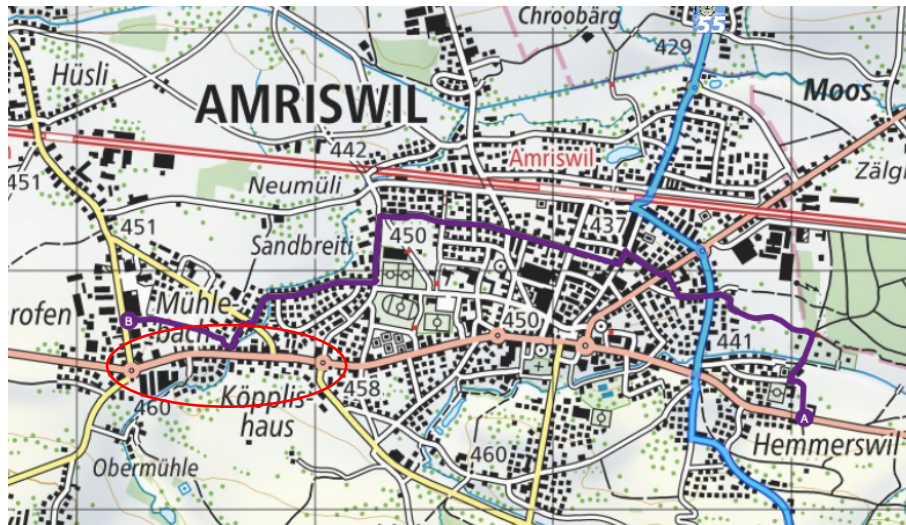 Chroobärg
55
429
Hüsli
AMRISWIL
Moos
442
Amriswil
Zälg
451
Neumüli
451
Sandbreiti
450
437
rofen
B
Mühle-
bach
450
441
Köpplis-
haus
458
460
A
Hemmerswil
460
Obermühle
il